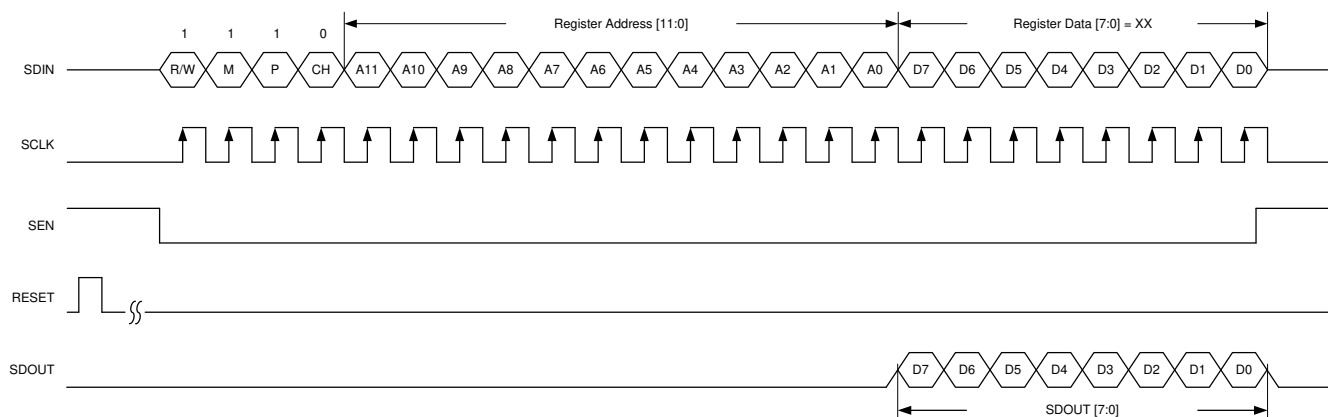 Register Address [11:0]
Register Data [7:0] = XX
1 1 1 0
SDIN R/W M P CH A11 A10 A9 A8 A7 A6 A5 A4 A3 A2 A1 A0 D7 D6 D5 D4 D3 D2 D1 D0
SCLK
SEN
RESET
SDOUT D7 D6 D5 D4 D3 D2 D1 D0
SDOUT [7:0]